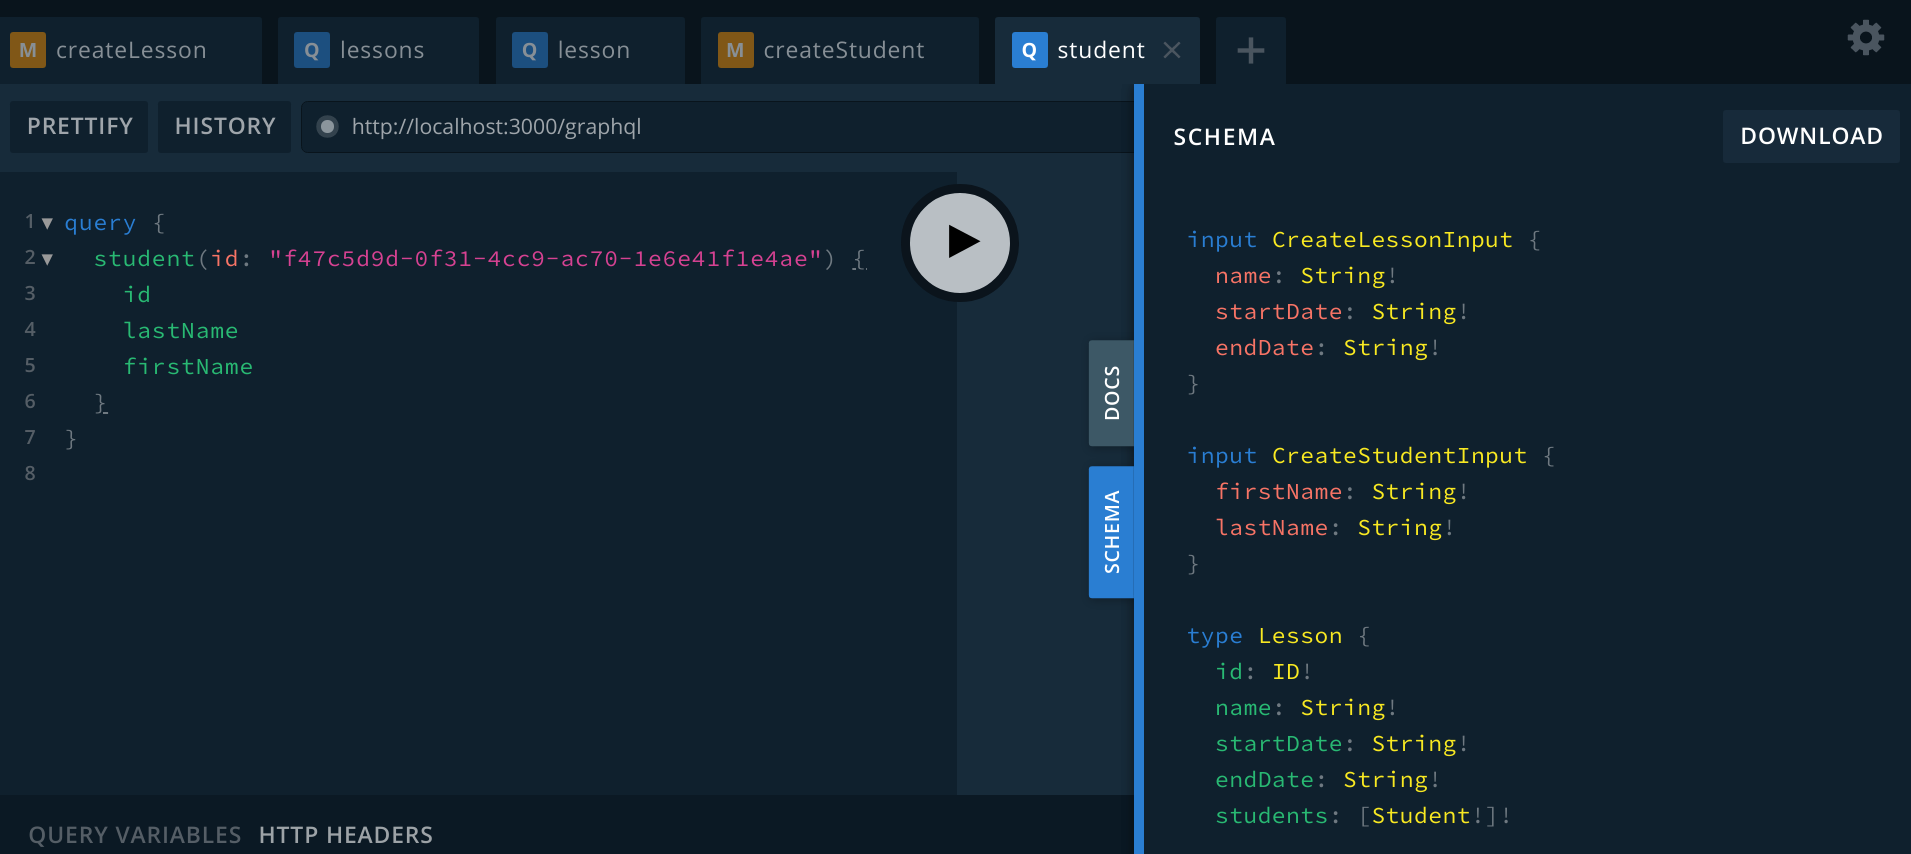 M createLesson
Q lessons
Q lesson
M createStudent
Q student
PRETTIFY
HISTORY
http://localhost:3000/graphql
1 query {
2 student(id: "f47c5d9d-0f31-4cc9-ac70-1e6e41f1e4ae") {
3 id
4 lastName
5 firstName
6 }
7 }
8
QUERY VARIABLES
HTTP HEADERS
DOCS
SCHEMA
SCHEMA
DOWNLOAD
input CreateLessonInput {
name: String!
startDate: String!
endDate: String!
}
input CreateStudentInput {
firstName: String!
lastName: String!
}
type Lesson {
id: ID!
name: String!
startDate: String!
endDate: String!
students: [Student!]!